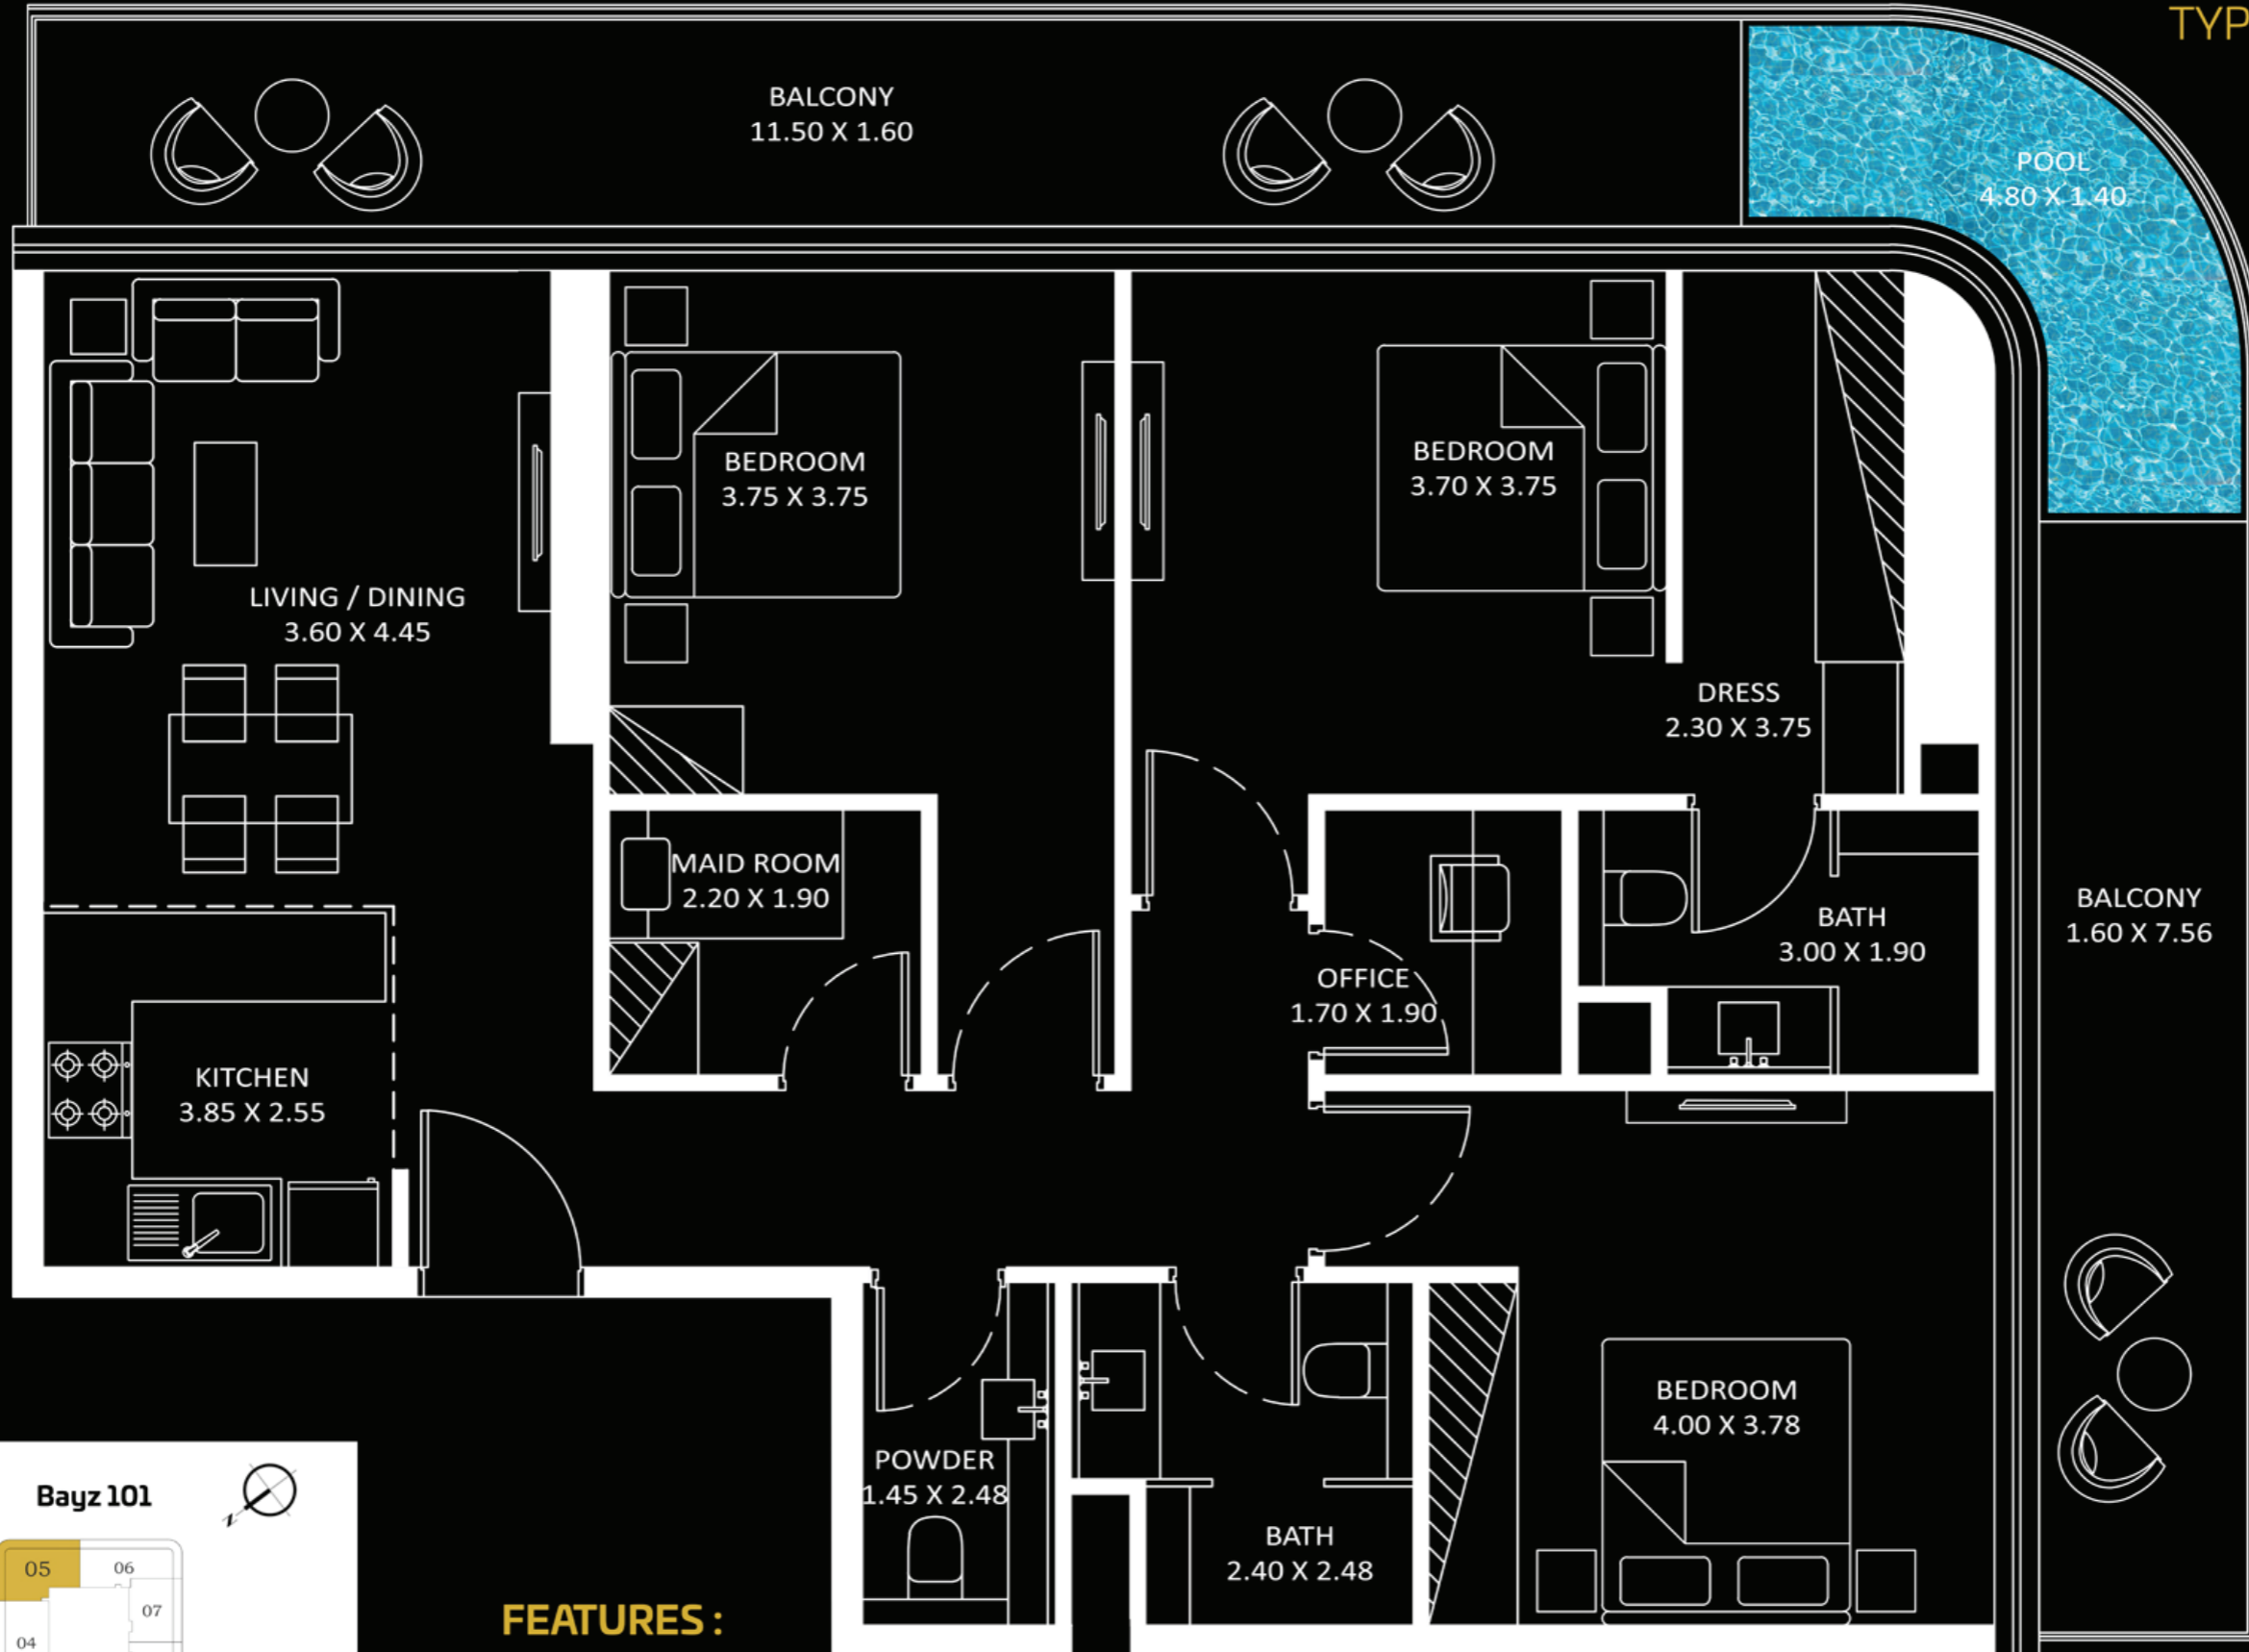 TYP
BALCONY
11.50 X 1.60
POOL
4.80 X 1.40
BEDROOM
3.75 X 3.75
BEDROOM
3.70 X 3.75
LIVING / DINING
3.60 X 4.45
DRESS
2.30 X 3.75
MAID ROOM
2.20 X 1.90
BATH
3.00 X 1.90
BALCONY
1.60 X 7.56
OFFICE
1.70 X 1.90
KITCHEN
3.85 X 2.55
BEDROOM
4.00 X 3.78
POWDER
1.45 X 2.48
BATH
2.40 X 2.48
Bayz 101
N
05
06
07
04
FEATURES :